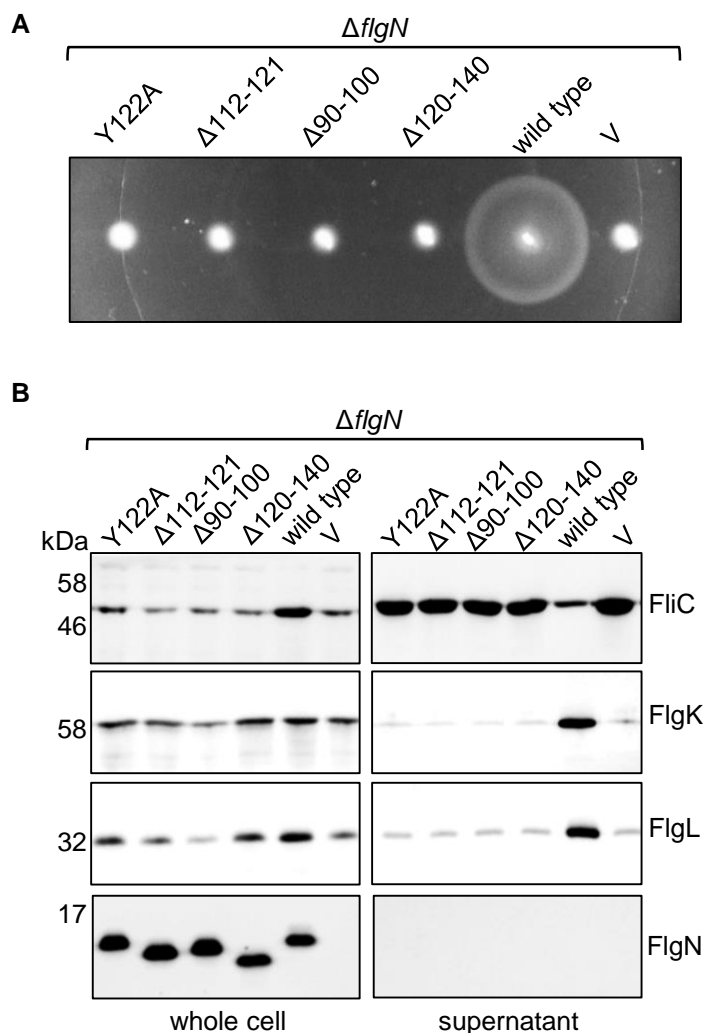 A
ΔflgN
Y122A
Δ112-121
Δ90-100
Δ120-140
wild type
V
B
ΔflgN
kDa
Y122A
Δ112-121
Δ90-100
Δ120-140
wild type
V
Y122A
Δ112-121
Δ90-100
Δ120-140
wild type
V
58
46
FliC
58
FlgK
32
FlgL
17
FlgN
whole cell
supernatant